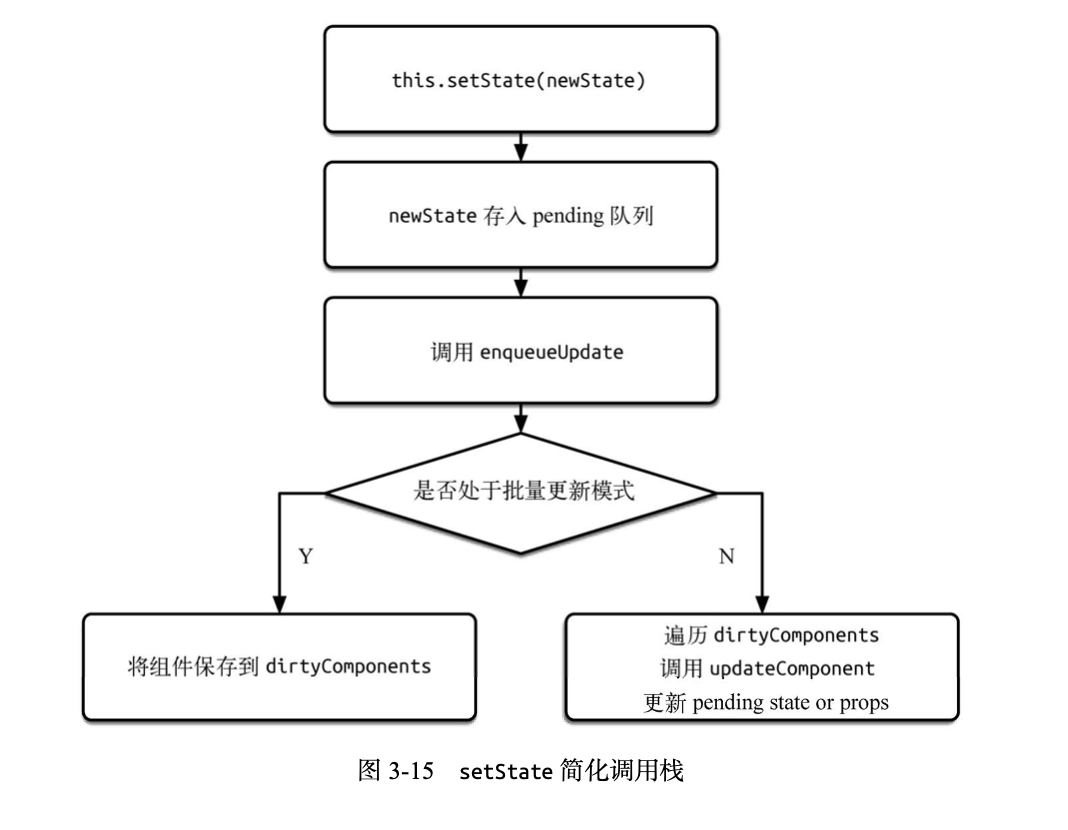 this.setState(newState)
newState 存入 pending 队列
调用 enqueueUpdate
是否处于批量更新模式
Y
N
将组件保存到 dirtyComponents
遍历 dirtyComponents
调用 updateComponent
更新 pending state or props
图 3-15 setState 简化调用栈